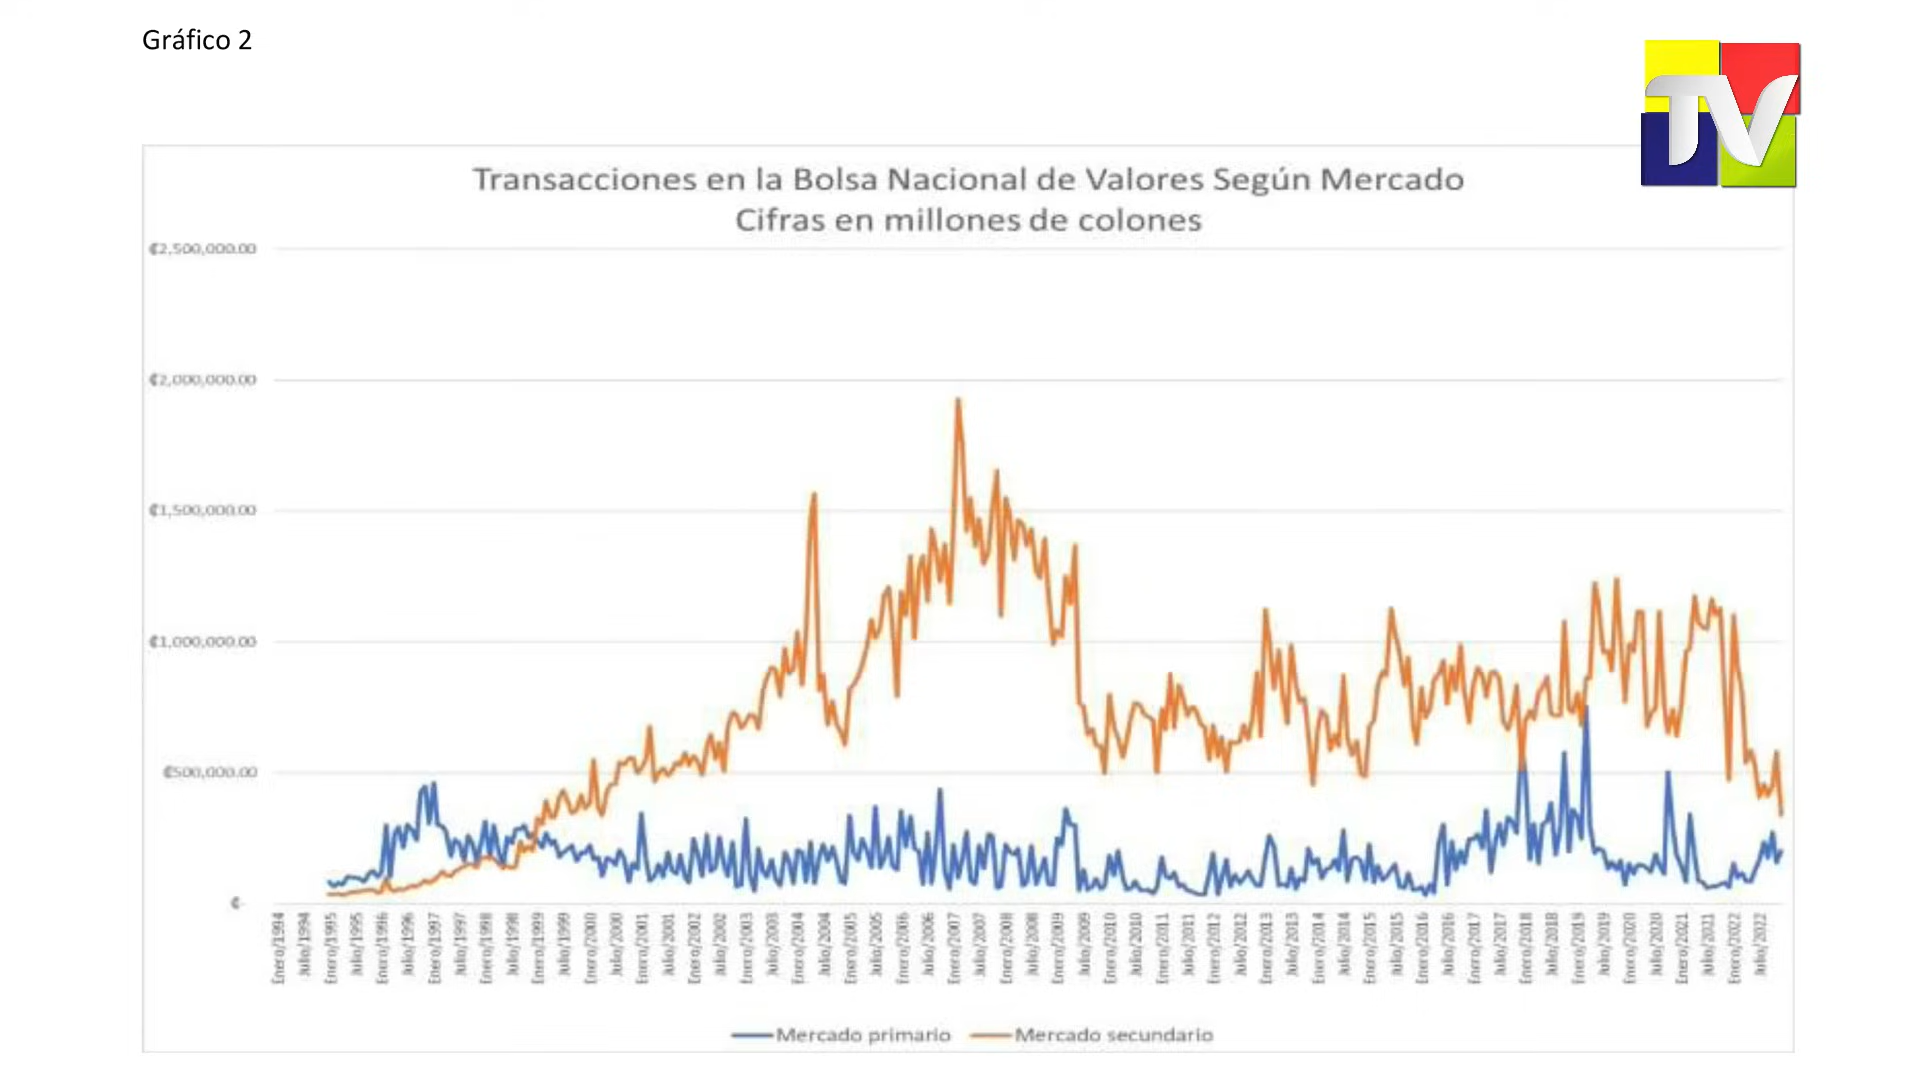 Gráfico 2
TV
Transacciones en la Bolsa Nacional de Valores Según Mercado
Cifras en millones de colones
₡2,500,000.00
₡2,000,000.00
₡1,500,000.00
₡1,000,000.00
₡500,000.00
₡-
Enero/1994
Julio/1994
Enero/1995
Julio/1995
Enero/1996
Julio/1996
Enero/1997
Julio/1997
Enero/1998
Julio/1998
Enero/1999
Julio/1999
Enero/2000
Julio/2000
Enero/2001
Julio/2001
Enero/2002
Julio/2002
Enero/2003
Julio/2003
Enero/2004
Julio/2004
Enero/2005
Julio/2005
Enero/2006
Julio/2006
Enero/2007
Julio/2007
Enero/2008
Julio/2008
Enero/2009
Julio/2009
Enero/2010
Julio/2010
Enero/2011
Julio/2011
Enero/2012
Julio/2012
Enero/2013
Julio/2013
Enero/2014
Julio/2014
Enero/2015
Julio/2015
Enero/2016
Julio/2016
Enero/2017
Julio/2017
Enero/2018
Julio/2018
Enero/2019
Julio/2019
Enero/2020
Julio/2020
Enero/2021
Julio/2021
Enero/2022
Julio/2022
Mercado primario
Mercado secundario